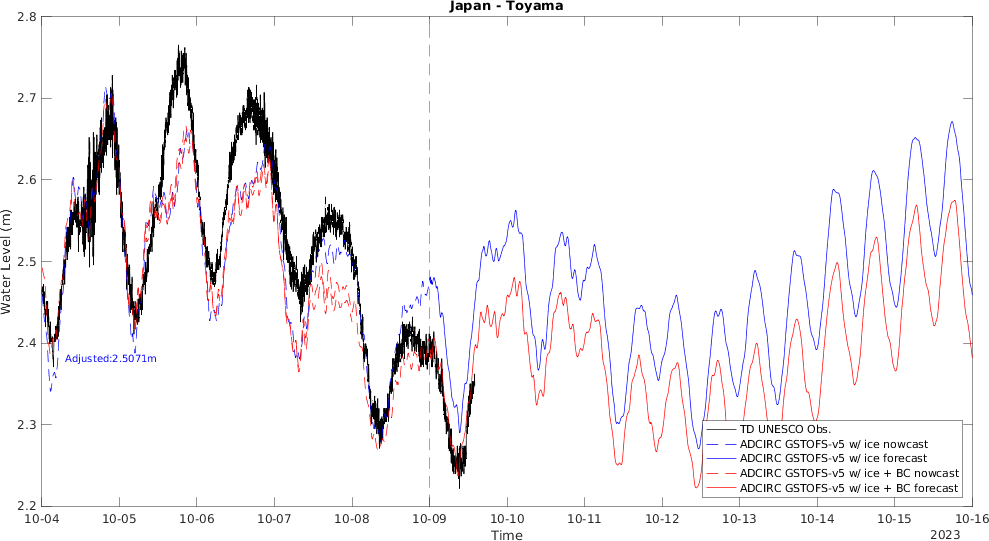 Japan - Toyama
Water Level (m)
2.8
2.7
2.6
2.5
2.4
2.3
2.2
Adjusted:2.5071m
TD UNESCO Obs.
ADCIRC GSTOFS-v5 w/ ice nowcast
ADCIRC GSTOFS-v5 w/ ice forecast
ADCIRC GSTOFS-v5 w/ ice + BC nowcast
ADCIRC GSTOFS-v5 w/ ice + BC forecast
10-04 10-05 10-06 10-07 10-08 10-09 10-10 10-11 10-12 10-13 10-14 10-15 10-16
Time
2023